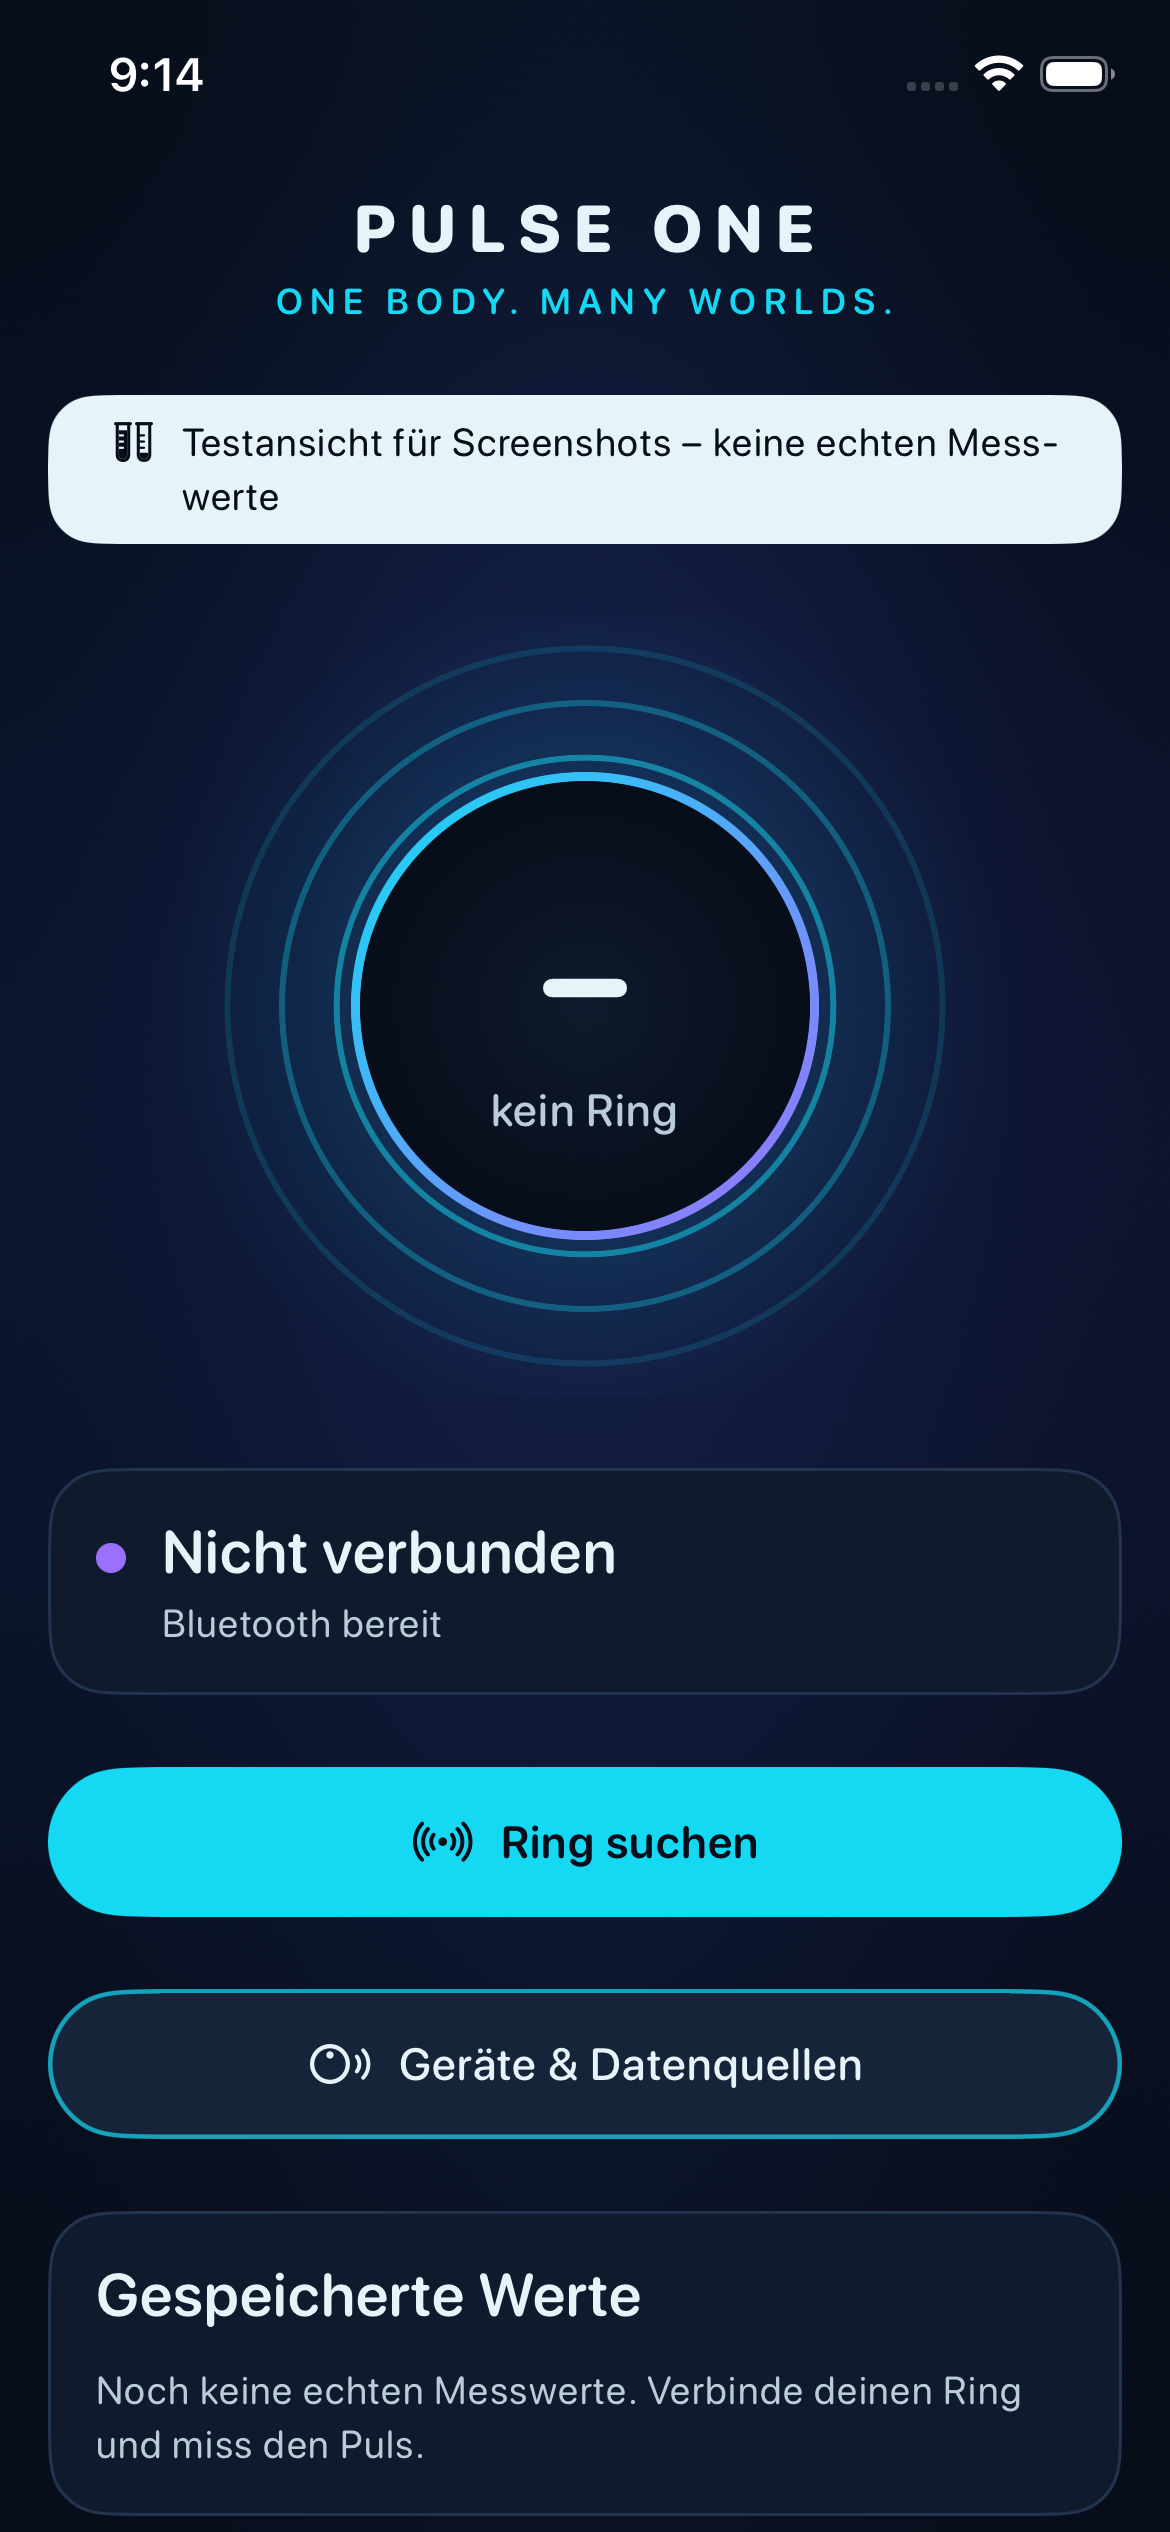 9:14
PULSE ONE
ONE BODY. MANY WORLDS.
Testansicht für Screenshots – keine echten Mess-
werte
–
kein Ring
Nicht verbunden
Bluetooth bereit
Ring suchen
Geräte & Datenquellen
Gespeicherte Werte
Noch keine echten Messwerte. Verbinde deinen Ring
und miss den Puls.